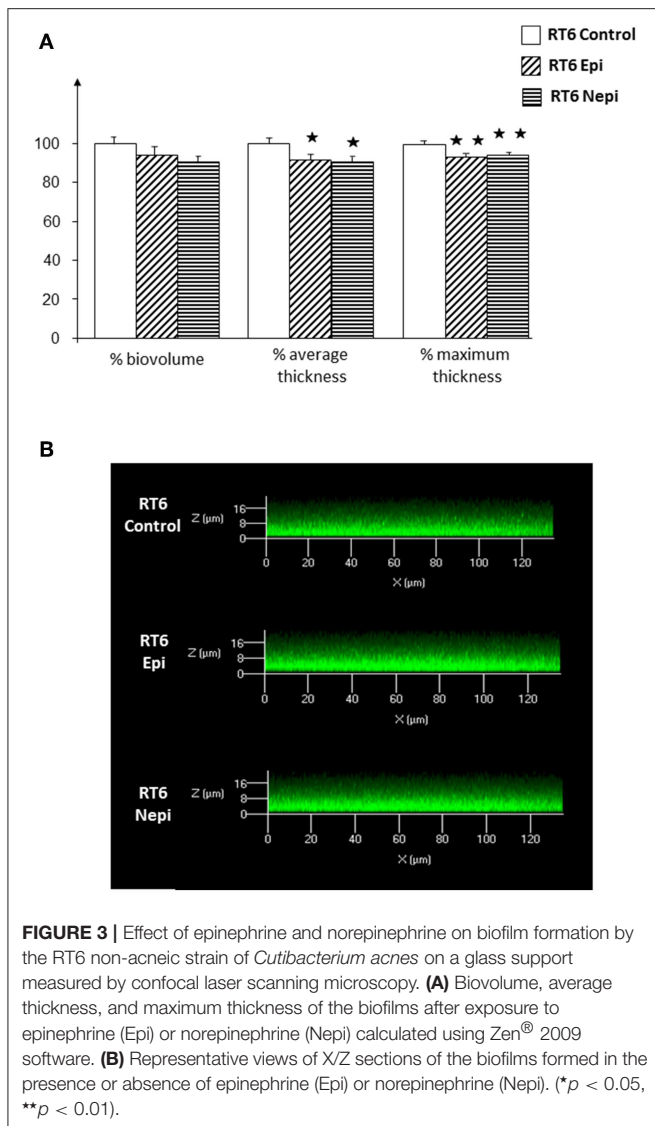 A
RT6 Control
RT6 Epi
RT6 Nepi
★ ★ ★ ★ ★ ★
100
80
60
40
20
0
% biovolume
% average
thickness
% maximum
thickness
B
RT6
Control
Z (µm)
16
8
0
0 20 40 60 80 100 120
X (µm)
RT6
Epi
Z (µm)
16
8
0
0 20 40 60 80 100 120
X (µm)
RT6
Nepi
Z (µm)
16
8
0
0 20 40 60 80 100 120
X (µm)
FIGURE 3 | Effect of epinephrine and norepinephrine on biofilm formation by
the RT6 non-acneic strain of Cutibacterium acnes on a glass support
measured by confocal laser scanning microscopy. (A) Biovolume, average
thickness, and maximum thickness of the biofilms after exposure to
epinephrine (Epi) or norepinephrine (Nepi) calculated using Zen® 2009
software. (B) Representative views of X/Z sections of the biofilms formed in the
presence or absence of epinephrine (Epi) or norepinephrine (Nepi). (★p < 0.05,
★★p < 0.01).